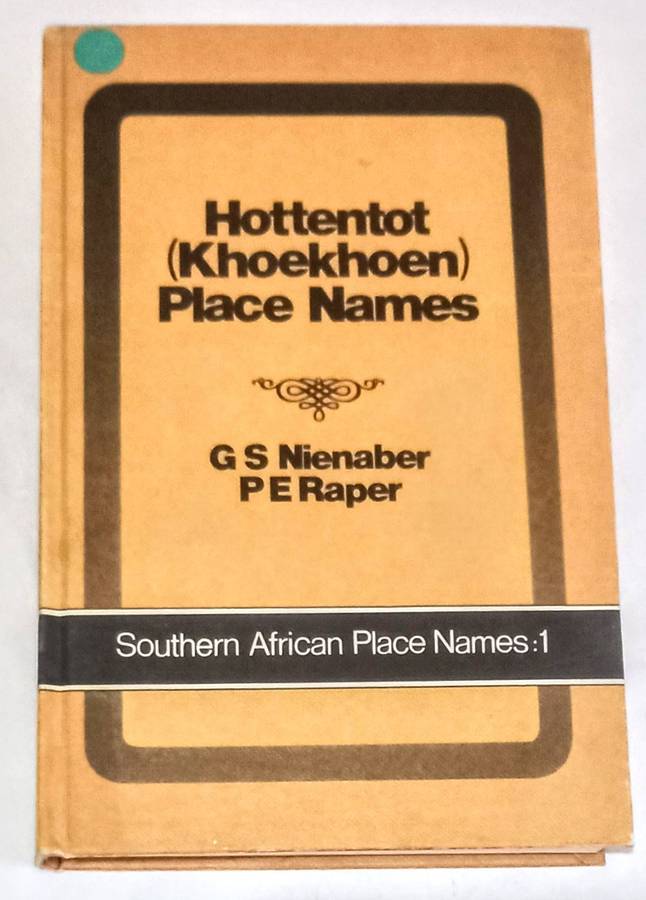 Hottentot
(Khoekhoen)
Place Names
G S Nienaber
P E Raper
Southern African Place Names:1